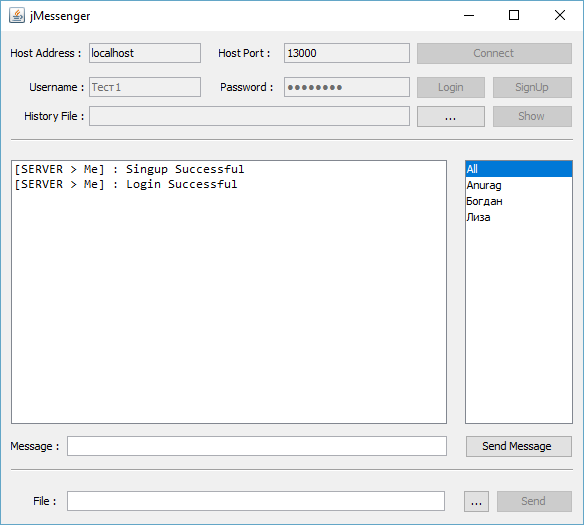 jMessenger
Host Address : localhost Host Port : 13000 Connect
Username : Тест1 Password : ●●●●●●●● Login SignUp
History File : ... Show
[SERVER > Me] : Singup Successful
[SERVER > Me] : Login Successful
All
Anurag
Богдан
Лиза
Message : Send Message
File : ... Send